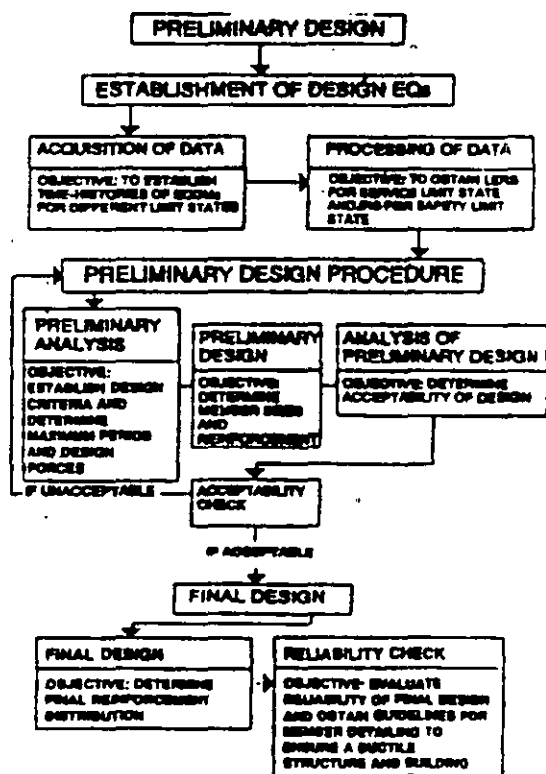 PRELIMINARY DESIGN
ESTABLISHMENT OF DESIGN EQs
ACQUISITION OF DATA
OBJECTIVE: TO ESTABLISH
TIME-HISTORIES OF
FOR DIFFERENT LIMIT STATES
PROCESSING OF DATA
OBJECTIVE: TO OBTAIN LERS
FOR SERVICE LIMIT STATE
FOR SAFETY LIMIT
STATE
PRELIMINARY DESIGN PROCEDURE
PRELIMINARY
ANALYSIS
OBJECTIVE:
ESTABLISH DESIGN
CRITERIA AND
DETERMINE
MAXIMUM PERIOD
AND DESIGN
FORCES
PRELIMINARY
DESIGN
OBJECTIVE:
DETERMINE
MEMBER SIZES
AND
REINFORCEMENT
ANALYSIS OF
PRELIMINARY DESIGN
OBJECTIVE: DETERMINE
ACCEPTABILITY OF DESIGN
IF UNACCEPTABLE
ACCEPTABILITY
CHECK
IF ACCEPTABLE
FINAL DESIGN
FINAL DESIGN
OBJECTIVE: DETERMINE
FINAL REINFORCEMENT
DISTRIBUTION
RELIABILITY CHECK
OBJECTIVE: EVALUATE
RELIABILITY OF FINAL DESIGN
AND OBTAIN GUIDELINES FOR
MEMBER DETAILING TO
ENSURE A DUCTILE
STRUCTURE AND BUILDING